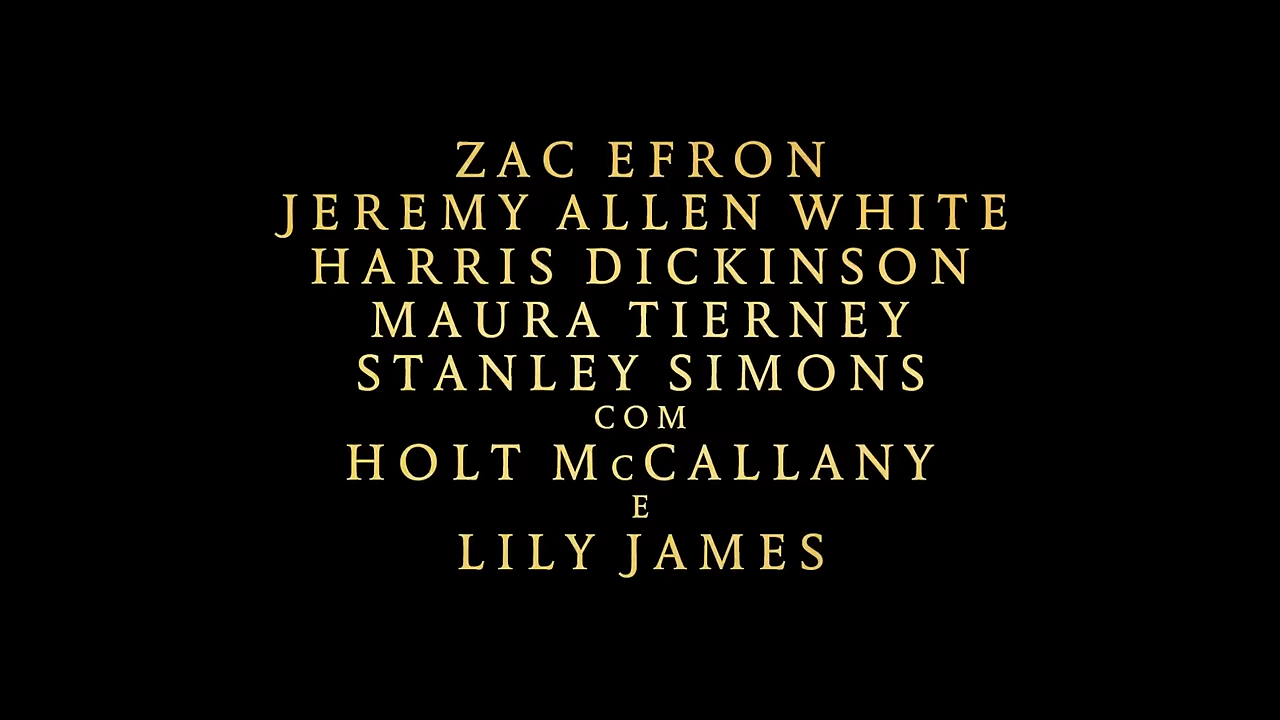 ZAC EFRON
JEREMY ALLEN WHITE
HARRIS DICKINSON
MAURA TIERNEY
STANLEY SIMONS
COM
HOLT McCALLANY
E
LILY JAMES